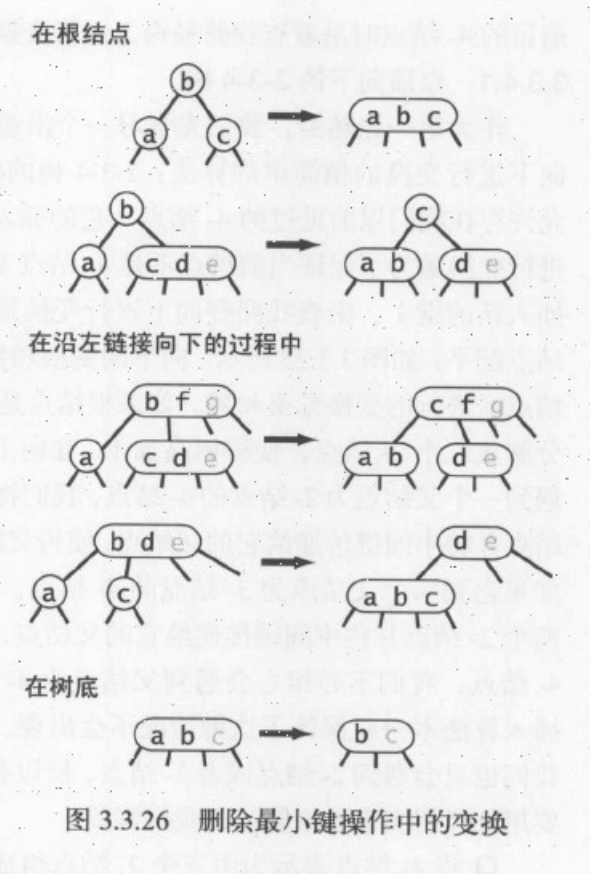 在根结点
b
a c
a b c
b c
a c d e a b d e
在沿左链接向下的过程中
b f g c f g
a c d e a b d e
b d e d e
a c a b c
在树底
a b c b c
图 3.3.26 删除最小键操作中的变换